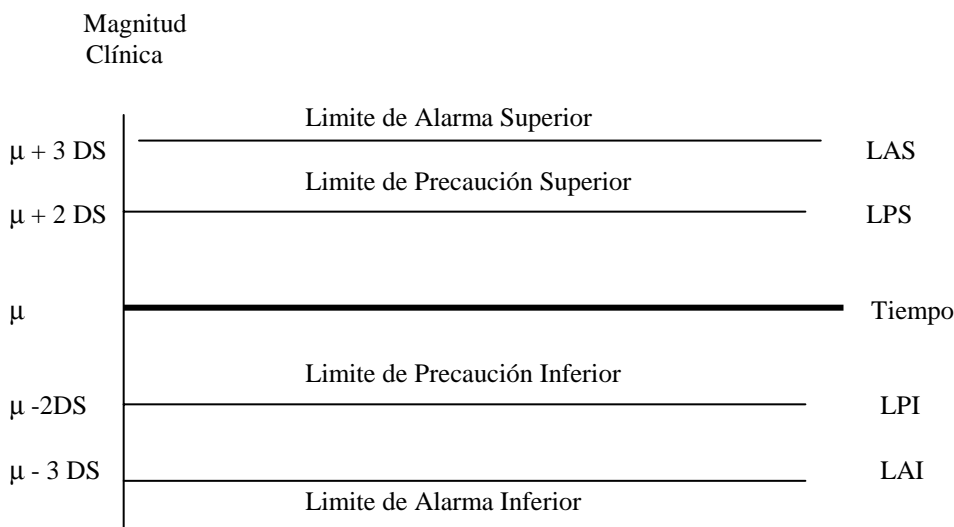 Magnitud
Clínica
Limite de Alarma Superior
µ + 3 DS LAS
Limite de Precaución Superior
µ + 2 DS LPS
µ Tiempo
Limite de Precaución Inferior
µ -2DS LPI
µ - 3 DS LAI
Limite de Alarma Inferior